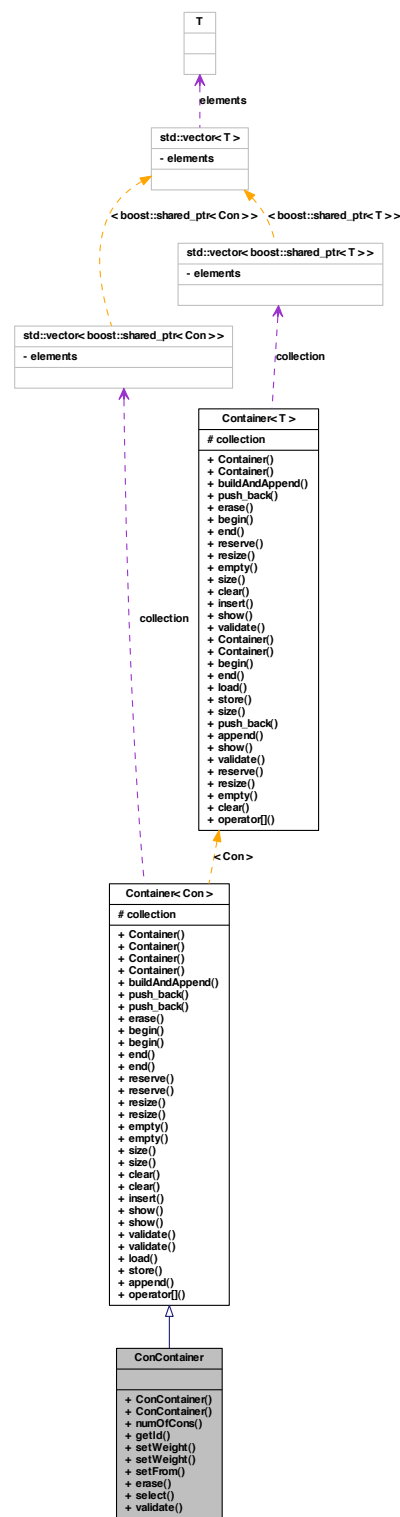 T
elements
std::vector< T >
- elements
< boost::shared_ptr< Con > >
< boost::shared_ptr< T > >
std::vector< boost::shared_ptr< T > >
- elements
std::vector< boost::shared_ptr< Con > >
- elements
collection
Container< T >
# collection
+ Container()
+ Container()
+ buildAndAppend()
+ push_back()
+ erase()
+ begin()
+ end()
+ reserve()
+ resize()
+ empty()
+ size()
+ clear()
+ insert()
+ show()
+ validate()
+ Container()
+ Container()
+ begin()
+ end()
+ load()
+ store()
+ size()
+ push_back()
+ append()
+ show()
+ validate()
+ reserve()
+ resize()
+ empty()
+ clear()
+ operator[]()
collection
< Con >
Container< Con >
# collection
+ Container()
+ Container()
+ Container()
+ Container()
+ buildAndAppend()
+ push_back()
+ push_back()
+ erase()
+ begin()
+ begin()
+ end()
+ end()
+ reserve()
+ reserve()
+ resize()
+ resize()
+ empty()
+ empty()
+ size()
+ size()
+ clear()
+ clear()
+ insert()
+ show()
+ show()
+ validate()
+ validate()
+ load()
+ store()
+ append()
+ operator[]()
ConContainer
+ ConContainer()
+ ConContainer()
+ numOfCons()
+ getId()
+ setWeight()
+ setWeight()
+ setFrom()
+ erase()
+ select()
+ validate()